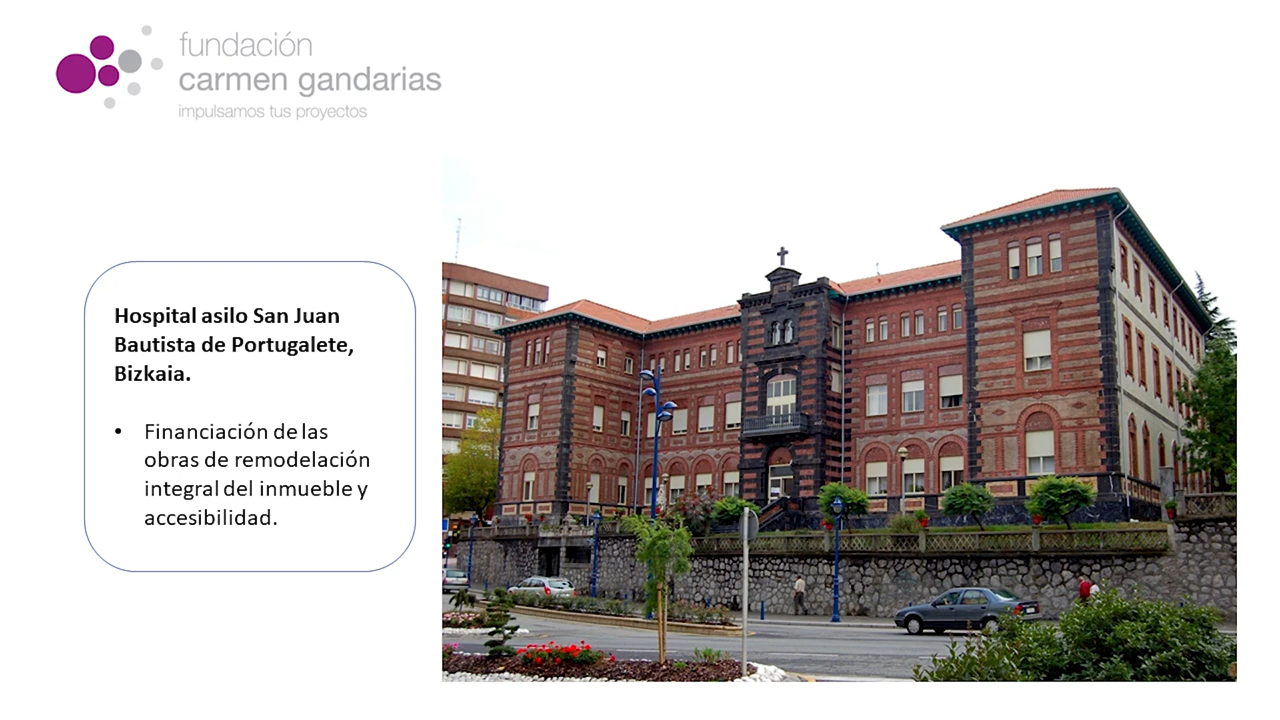 fundación
carmen gandarias
impulsamos tus proyectos
Hospital asilo San Juan
Bautista de Portugalete,
Bizkaia.
• Financiación de las
obras de remodelación
integral del inmueble y
accesibilidad.